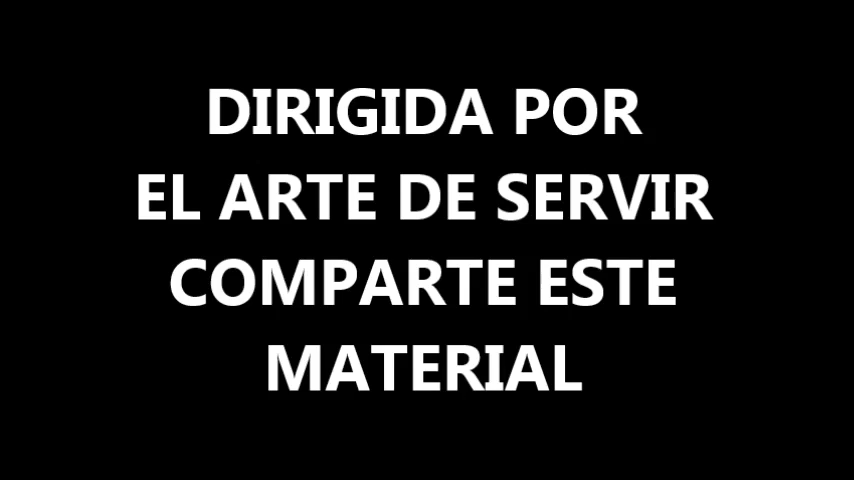 DIRIGIDA POR
EL ARTE DE SERVIR
COMPARTE ESTE
MATERIAL